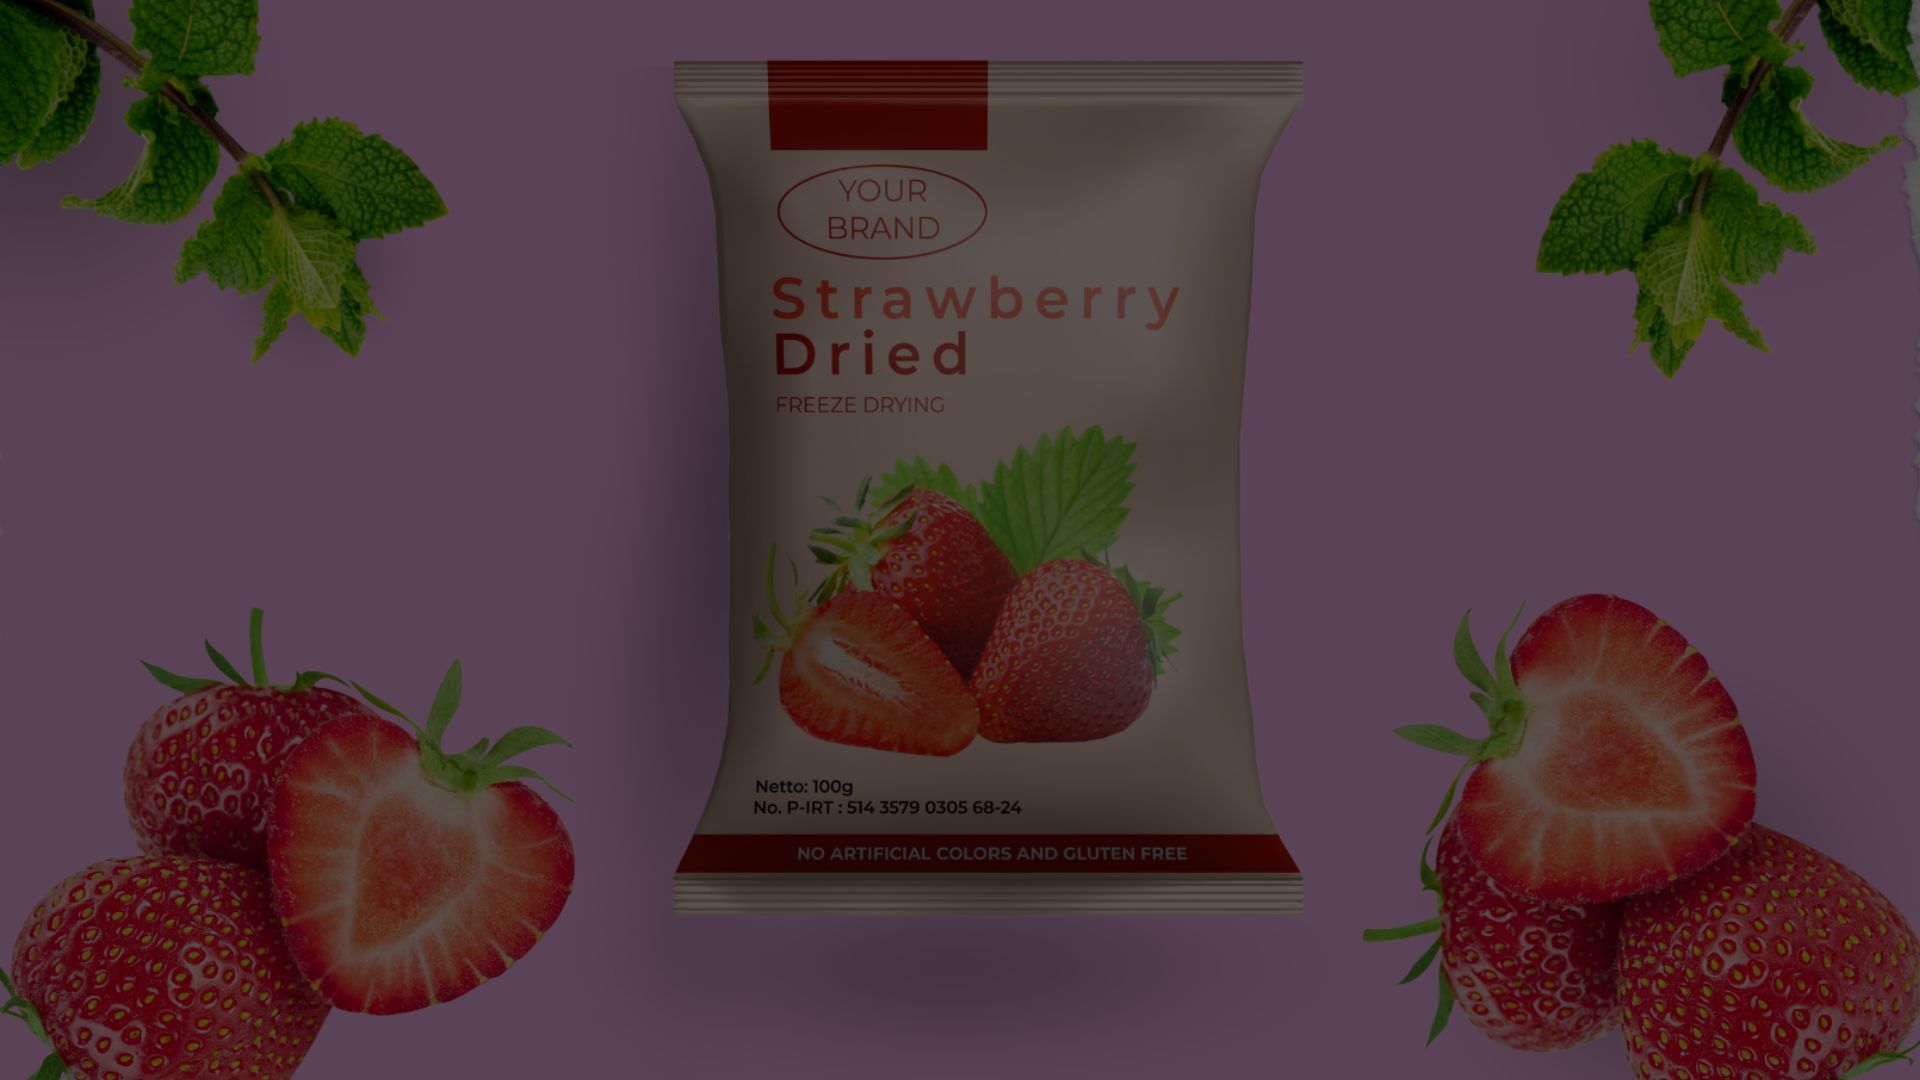 YOUR
BRAND
Strawberry
Dried
FREEZE DRYING
Netto: 100g
No. P-IRT : 514 3579 0305 68-24
NO ARTIFICIAL COLORS AND GLUTEN FREE